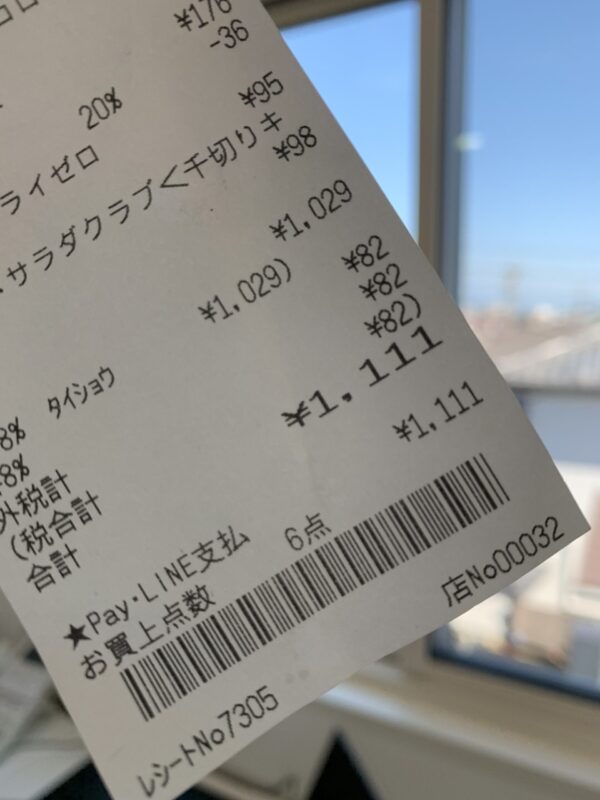 ¥176
20% -36
ライゼロ ¥95
サラダクラブ<千切りキ ¥98
¥1,029
8% タイショウ ¥1,029)
8% ¥82
外税計 ¥82
(税合計 ¥82)
合計 ¥1,111
★Pay・LINE支払 ¥1,111
お買上点数 6点
レシートNo7305 店No00032